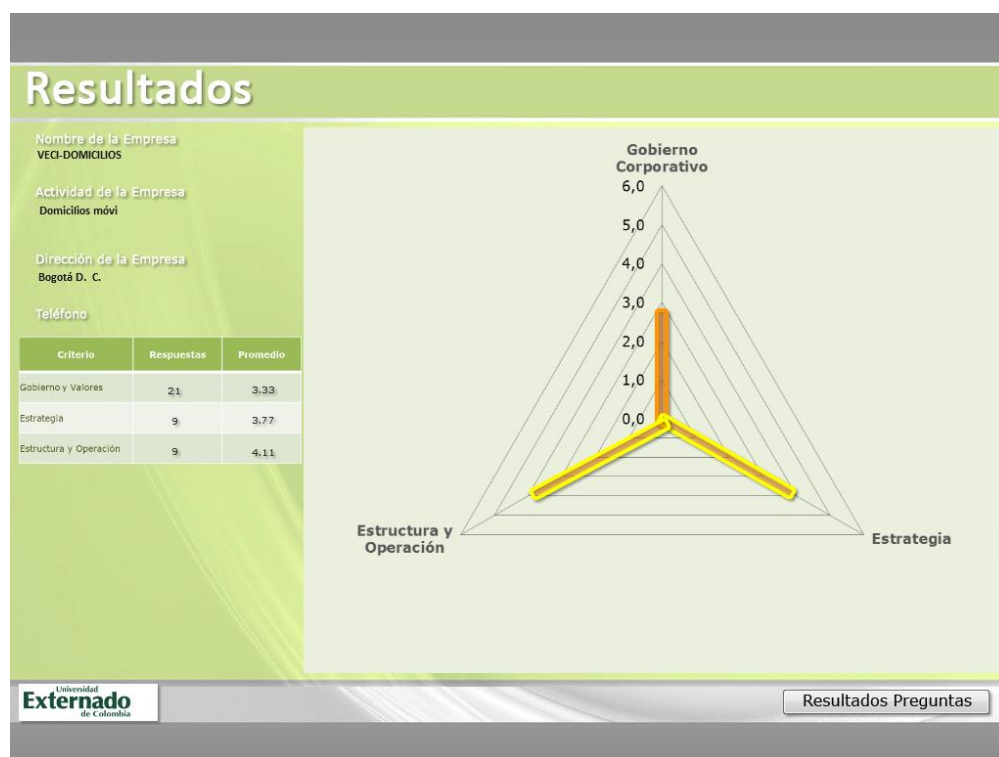 Resultados
Nombre de la Empresa
VECI-DOMICILIOS
Actividad de la Empresa
Domicilios móvi
Dirección de la Empresa
Bogotá D. C.
Teléfono
Criterio Respuestas Promedio
Gobierno y Valores 21 3.33
Estrategia 9 3.77
Estructura y Operación 9 4.11
Gobierno
Corporativo
6,0
5,0
4,0
3,0
2,0
1,0
0,0
Estructura y
Operación
Estrategia
Universidad
Externado
de Colombia
Resultados Preguntas